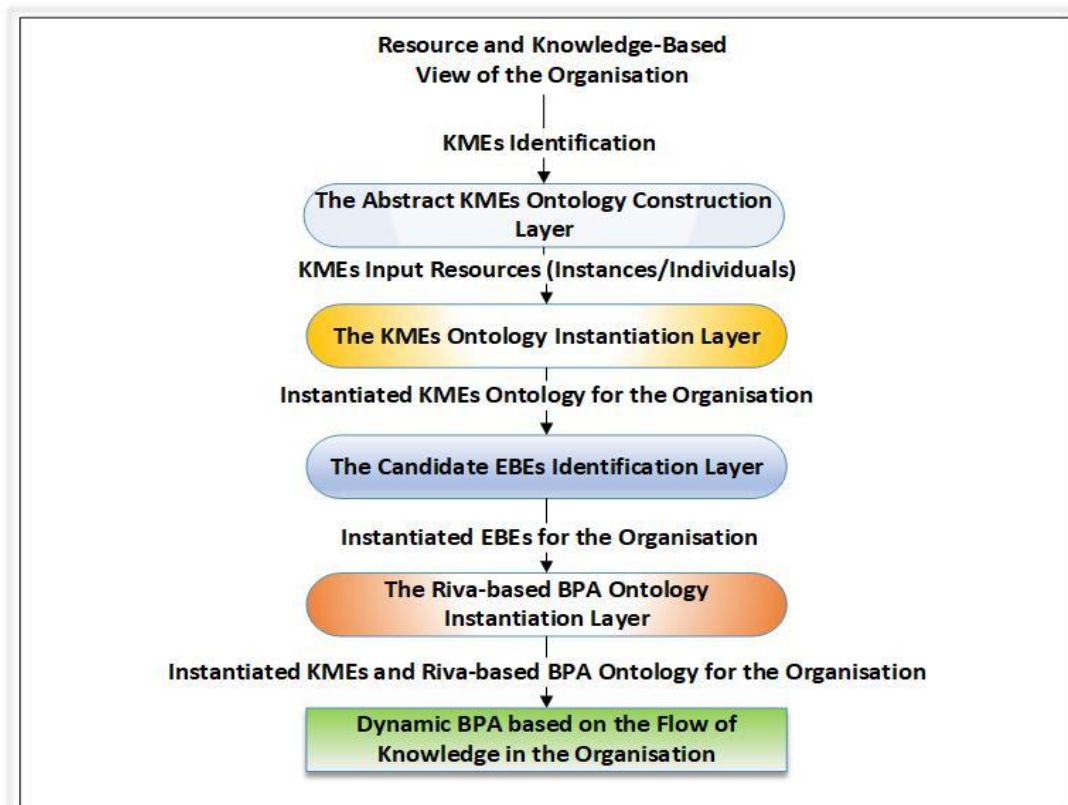 Resource and Knowledge-Based
View of the Organisation
KMEs Identification
The Abstract KMEs Ontology Construction
Layer
KMEs Input Resources (Instances/Individuals)
The KMEs Ontology Instantiation Layer
Instantiated KMEs Ontology for the Organisation
The Candidate EBEs Identification Layer
Instantiated EBEs for the Organisation
The Riva-based BPA Ontology
Instantiation Layer
Instantiated KMEs and Riva-based BPA Ontology for the Organisation
Dynamic BPA based on the Flow of
Knowledge in the Organisation